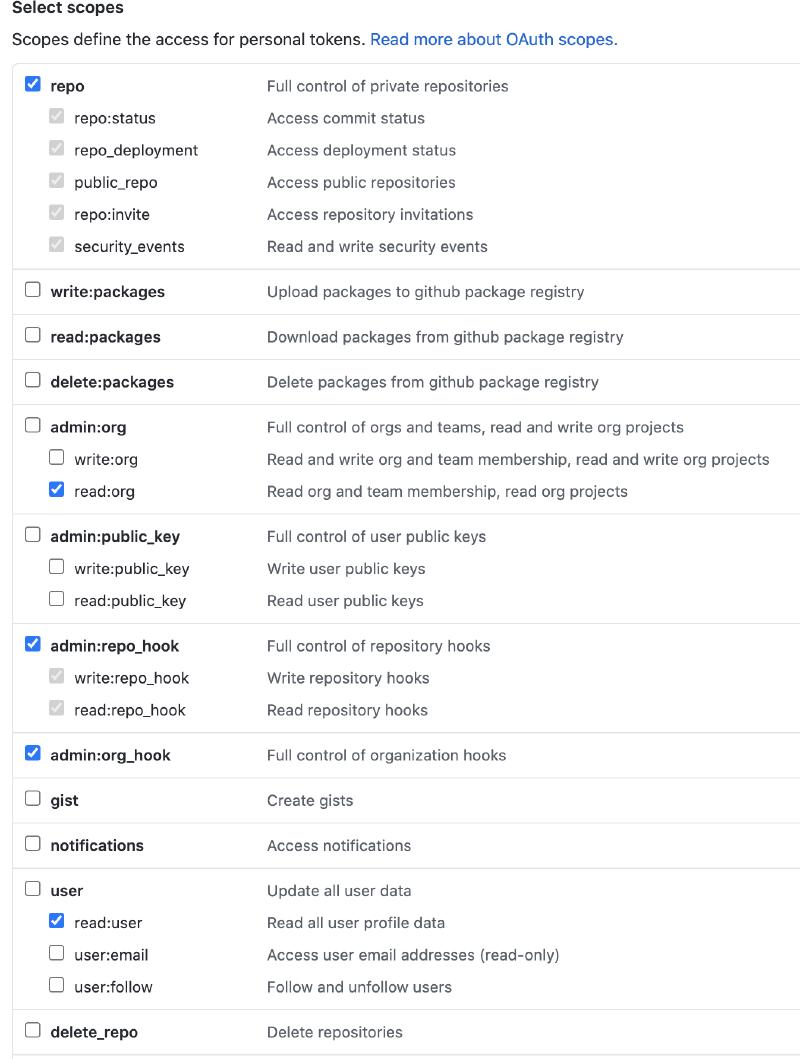 Select scopes
Scopes define the access for personal tokens. Read more about OAuth scopes.
repo Full control of private repositories
repo:status Access commit status
repo_deployment Access deployment status
public_repo Access public repositories
repo:invite Access repository invitations
security_events Read and write security events
write:packages Upload packages to github package registry
read:packages Download packages from github package registry
delete:packages Delete packages from github package registry
admin:org Full control of orgs and teams, read and write org projects
write:org Read and write org and team membership, read and write org projects
read:org Read org and team membership, read org projects
admin:public_key Full control of user public keys
write:public_key Write user public keys
read:public_key Read user public keys
admin:repo_hook Full control of repository hooks
write:repo_hook Write repository hooks
read:repo_hook Read repository hooks
admin:org_hook Full control of organization hooks
gist Create gists
notifications Access notifications
user Update all user data
read:user Read all user profile data
user:email Access user email addresses (read-only)
user:follow Follow and unfollow users
delete_repo Delete repositories